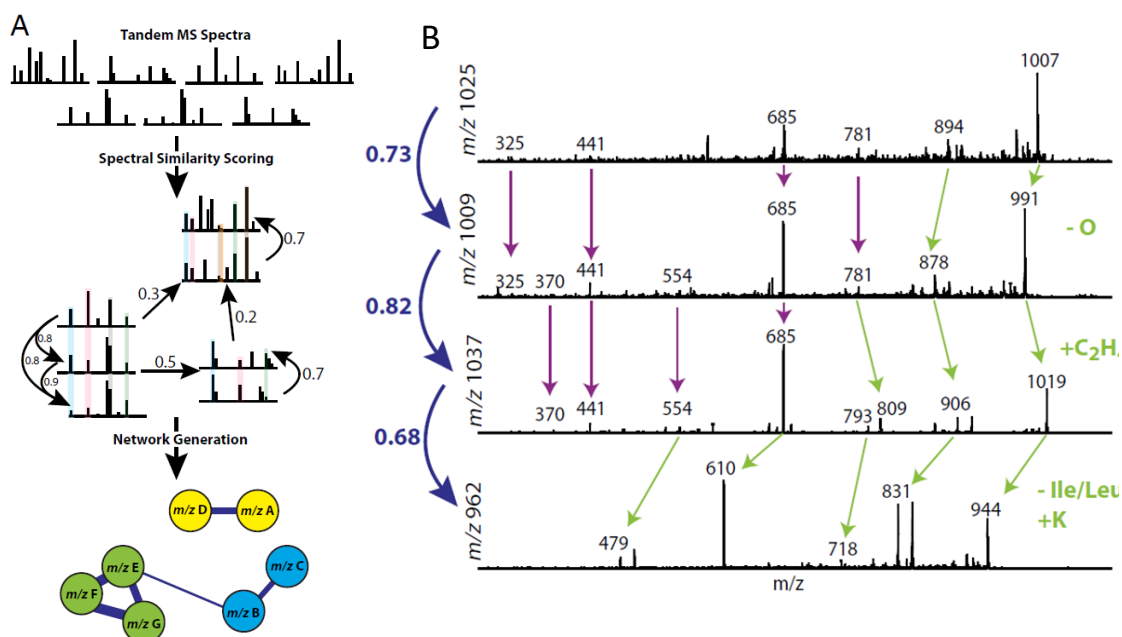 A
Tandem MS Spectra
Spectral Similarity Scoring
0.7
0.3
0.2
0.8
0.8
0.9
0.5
0.7
Network Generation
m/z D
m/z A
m/z E
m/z C
m/z F
m/z B
m/z G
B
m/z 1025
1007
325
441
685
781
894
0.73
m/z 1009
991
685
- O
325
370
441
554
781
878
0.82
m/z 1037
685
+C₂H
1019
370
441
554
793
809
906
0.68
m/z 962
610
831
944
- Ile/Leu
+K
479
718
m/z